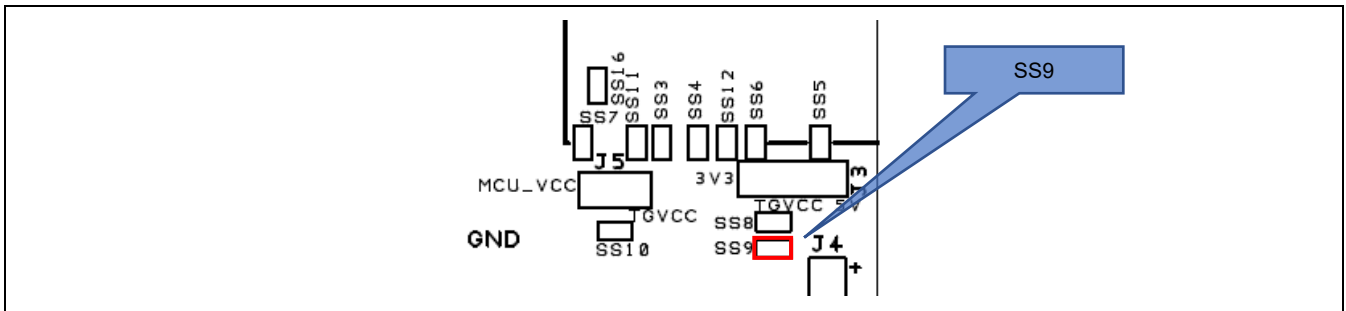 SS9
SS16
SS11
SS3
SS4
SS12
SS6
SS5
SS7
J5
3V3
MCU_VCC
TGVCC
TGVCC 5V
SS8
GND
SS10
SS9
J4
+